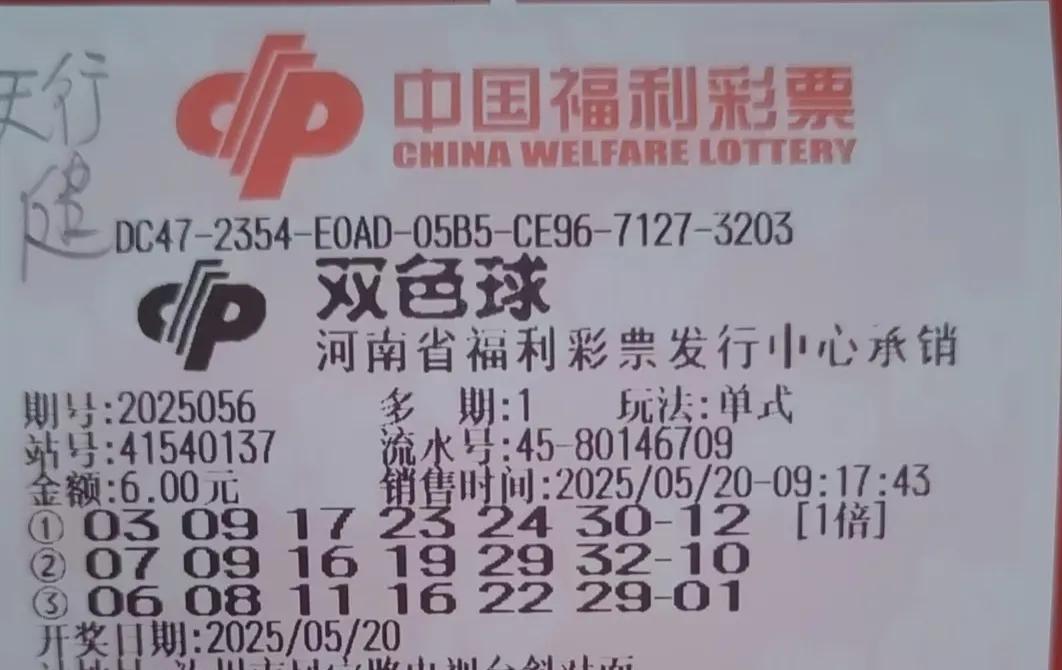 天行
健
中国福利彩票
CHINA WELFARE LOTTERY
DC47-2354-E0AD-05B5-CE96-7127-3203
双色球
河南省福利彩票发行中心承销
期号:2025056 多 期:1 玩法:单式
站号:41540137 流水号:45-80146709
金额:6.00元 销售时间:2025/05/20-09:17:43
① 03 09 17 23 24 30-12 [1倍]
② 07 09 16 19 29 32-10
③ 06 08 11 16 22 29-01
开奖日期:2025/05/20